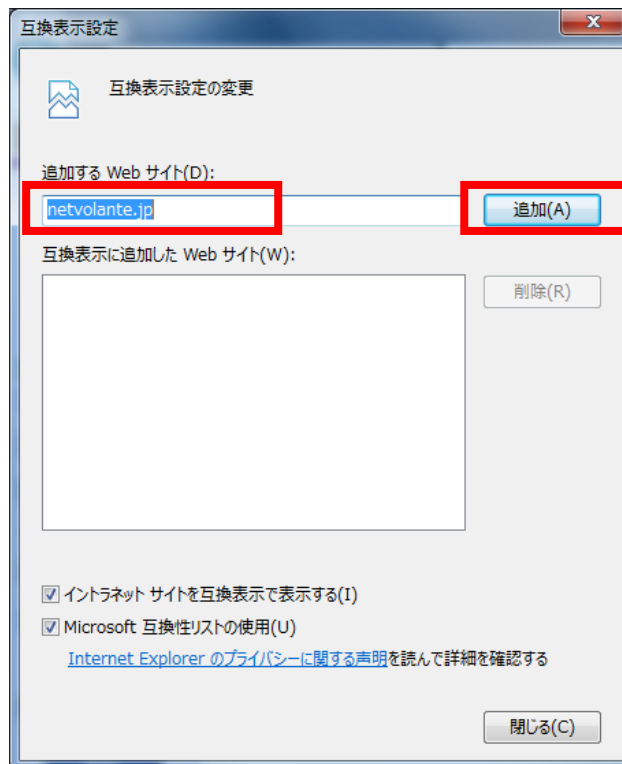 互換表示設定
互換表示設定の変更
追加する Web サイト(D):
netvolante.jp
追加(A)
互換表示に追加した Web サイト(W):
削除(R)
イントラネット サイトを互換表示で表示する(I)
Microsoft 互換性リストの使用(U)
Internet Explorer のプライバシーに関する声明を読んで詳細を確認する
閉じる(C)